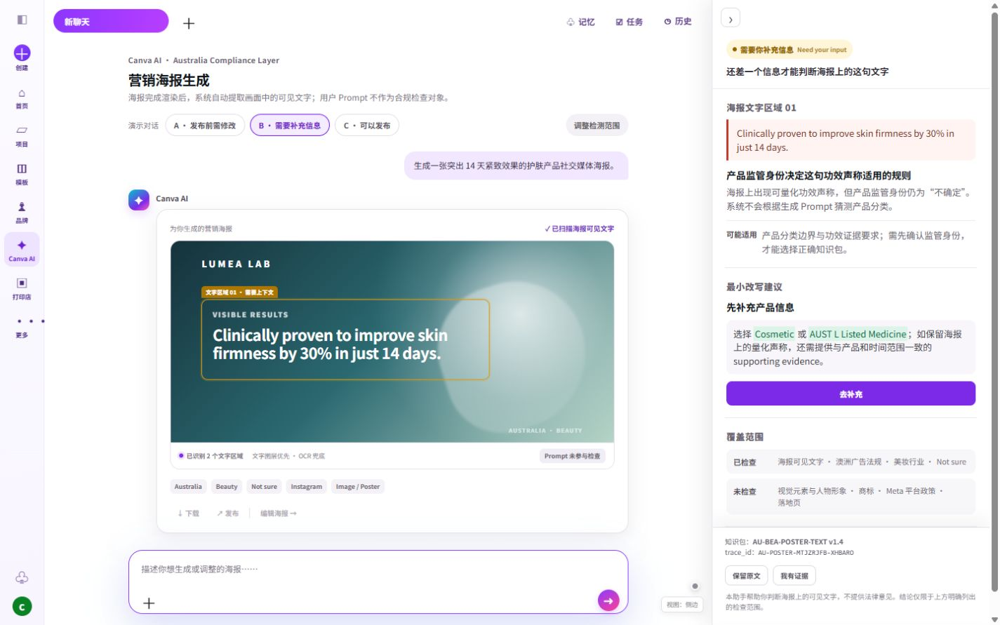 新聊天
记忆
任务
历史
创建
首页
项目
模板
品牌
Canva AI
打印店
更多
C
Canva AI • Australia Compliance Layer
营销海报生成
海报完成渲染后，系统自动提取画面中的可见文字；用户 Prompt 不作为合规检查对象。
演示对话
A · 发布前需修改
B · 需要补充信息
C · 可以发布
调整检测范围
生成一张突出 14 天紧致效果的护肤产品社交媒体海报。
Canva AI
为你生成的营销海报
✓ 已扫描海报可见文字
LUMEA LAB
文字区域 01 · 需要上下文
VISIBLE RESULTS
Clinically proven to improve skin
firmness by 30% in just 14 days.
AUSTRALIA · BEAUTY
已识别 2 个文字区域
文字图层优先 · OCR 兜底
Prompt 未参与检查
Australia
Beauty
Not sure
Instagram
Image / Poster
↓ 下载
↗ 发布
编辑海报 →
描述你想生成或调整的海报……
视图：侧边
需要你补充信息 Need your input
还差一个信息才能判断海报上的这句文字
海报文字区域 01
Clinically proven to improve skin firmness by 30% in
just 14 days.
产品监管身份决定这句功效声称适用的规则
海报上出现可量化功效声称，但产品监管身份仍为“不确定”。
系统不会根据生成 Prompt 猜测产品分类。
可能适用
产品分类边界与功效证据要求；需先确认监管身份，
才能选择正确知识包。
最小改写建议
先补充产品信息
选择 Cosmetic 或 AUST L Listed Medicine；如保留海报
上的量化声称，还需提供与产品和时间范围一致的
supporting evidence。
去补充
覆盖范围
已检查
海报可见文字 · 澳洲广告法规 · 美妆行业 · Not sure
未检查
视觉元素与人物形象 · 商标 · Meta 平台政策 ·
落地页
知识包：AU-BEA-POSTER-TEXT v1.4
trace_id：AU-POSTER-MTJZRJFB-XHBARO
保留原文
我有证据
本助手帮助你判断海报上的可见文字，不提供法律意见。结论仅限于上方明确列出
的检查范围。